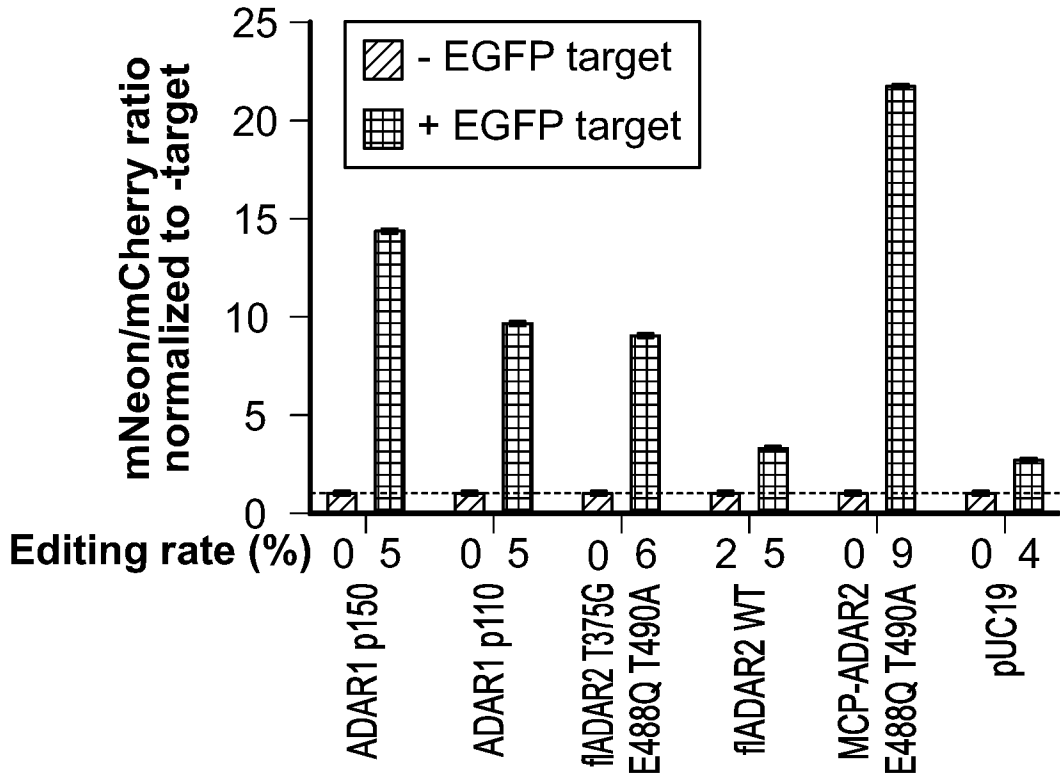 mNeon/mCherry ratio
normalized to -target
25
20
15
10
5
0
- EGFP target
+ EGFP target
Editing rate (%) 0 5 0 5 0 6 2 5 0 9 0 4
ADAR1 p150
ADAR1 p110
flADAR2 T375G
E488Q T490A
flADAR2 WT
MCP-ADAR2
E488Q T490A
pUC19